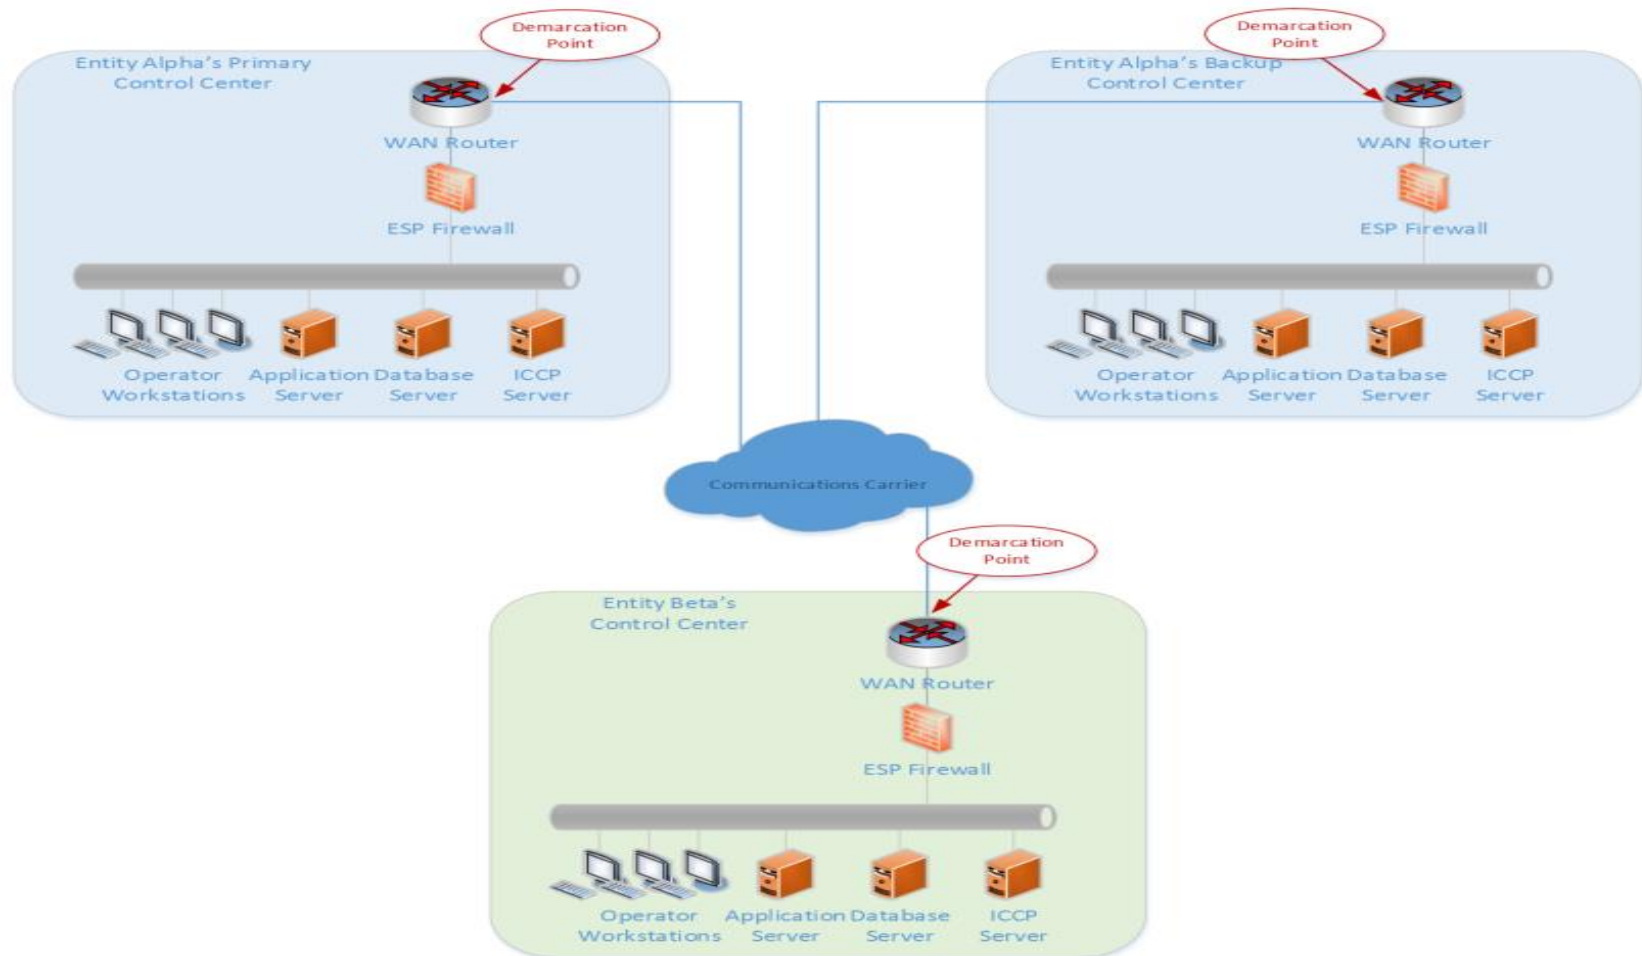 Demarcation
Point
Entity Alpha's Primary
Control Center
WAN Router
ESP Firewall
Operator
Workstations
Application
Server
Database
Server
ICCP
Server
Demarcation
Point
Entity Alpha's Backup
Control Center
WAN Router
ESP Firewall
Operator
Workstations
Application
Server
Database
Server
ICCP
Server
Communications Carrier
Demarcation
Point
Entity Beta's
Control Center
WAN Router
ESP Firewall
Operator
Workstations
Application
Server
Database
Server
ICCP
Server